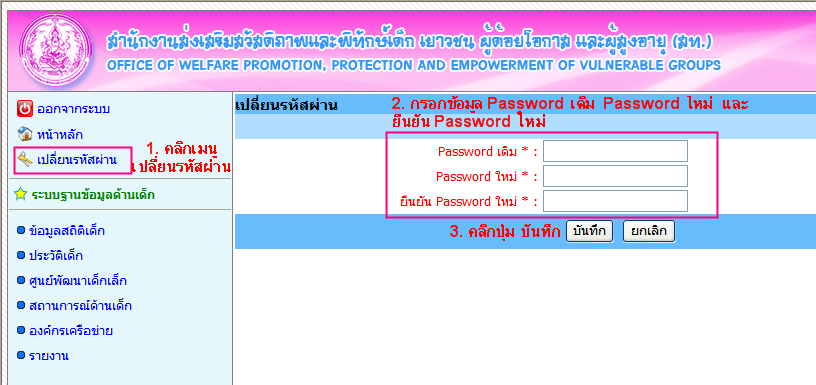 สำนักงานส่งเสริมสวัสดิภาพและพิทักษ์เด็ก เยาวชน ผู้ด้อยโอกาส และผู้สูงอายุ (สท.)
OFFICE OF WELFARE PROMOTION, PROTECTION AND EMPOWERMENT OF VULNERABLE GROUPS
ออกจากระบบ
หน้าหลัก
เปลี่ยนรหัสผ่าน
1. คลิกเมนู
เปลี่ยนรหัสผ่าน
ระบบฐานข้อมูลด้านเด็ก
ข้อมูลสถิติเด็ก
ประวัติเด็ก
ศูนย์พัฒนาเด็กเล็ก
สถานการณ์ด้านเด็ก
องค์กรเครือข่าย
รายงาน
เปลี่ยนรหัสผ่าน
2. กรอกข้อมูล Password เดิม Password ใหม่ และ
ยืนยัน Password ใหม่
Password เดิม * :
Password ใหม่ * :
ยืนยัน Password ใหม่ * :
3. คลิกปุ่ม บันทึก บันทึก ยกเลิก